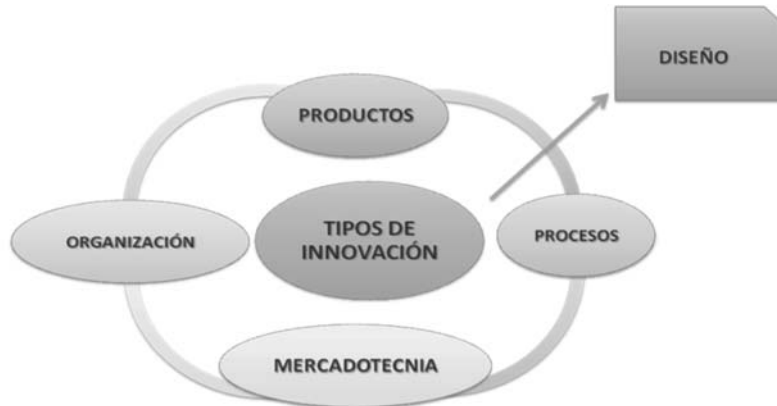 DISEÑO
PRODUCTOS
TIPOS DE
INNOVACIÓN
ORGANIZACIÓN
PROCESOS
MERCADOTECNIA